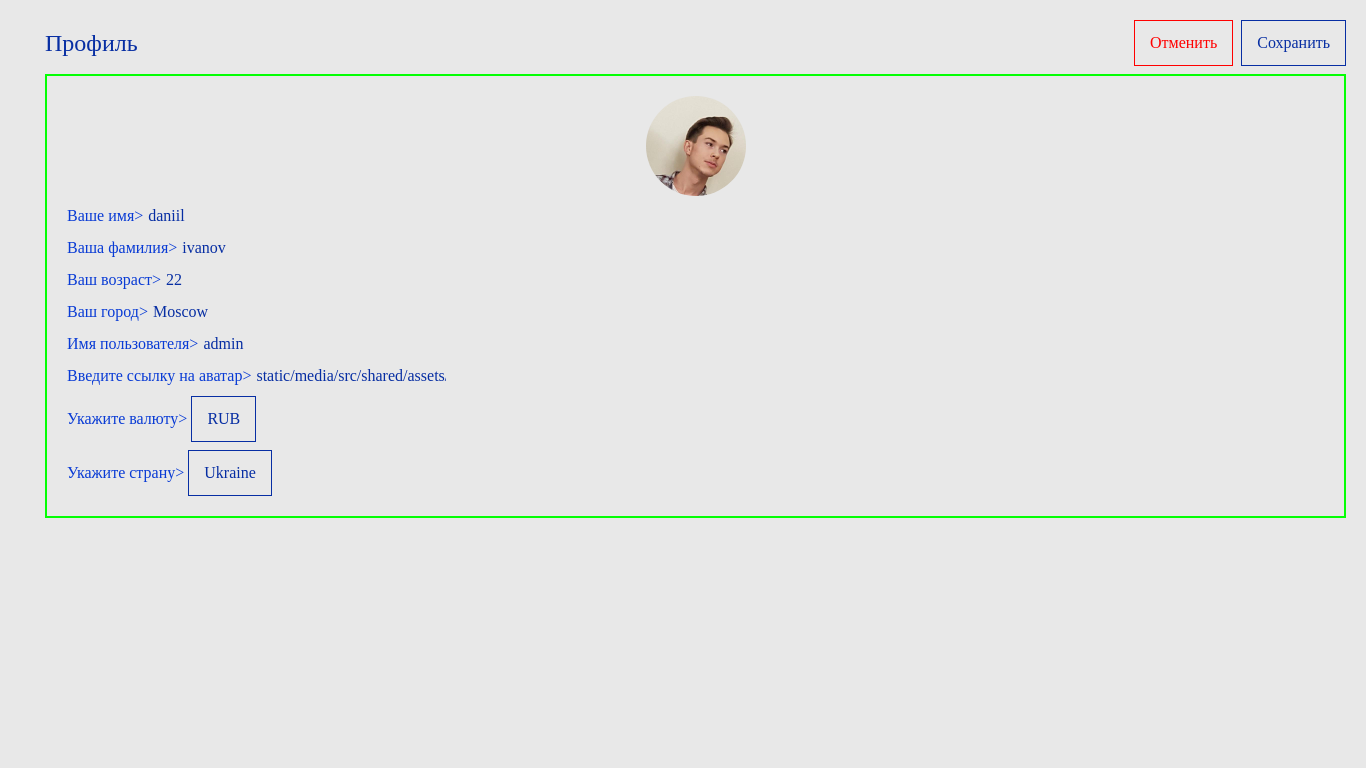 Профиль
Отменить
Сохранить
Ваше имя> daniil
Ваша фамилия> ivanov
Ваш возраст> 22
Ваш город> Moscow
Имя пользователя> admin
Введите ссылку на аватар> static/media/src/shared/assets/
Укажите валюту> RUB
Укажите страну> Ukraine